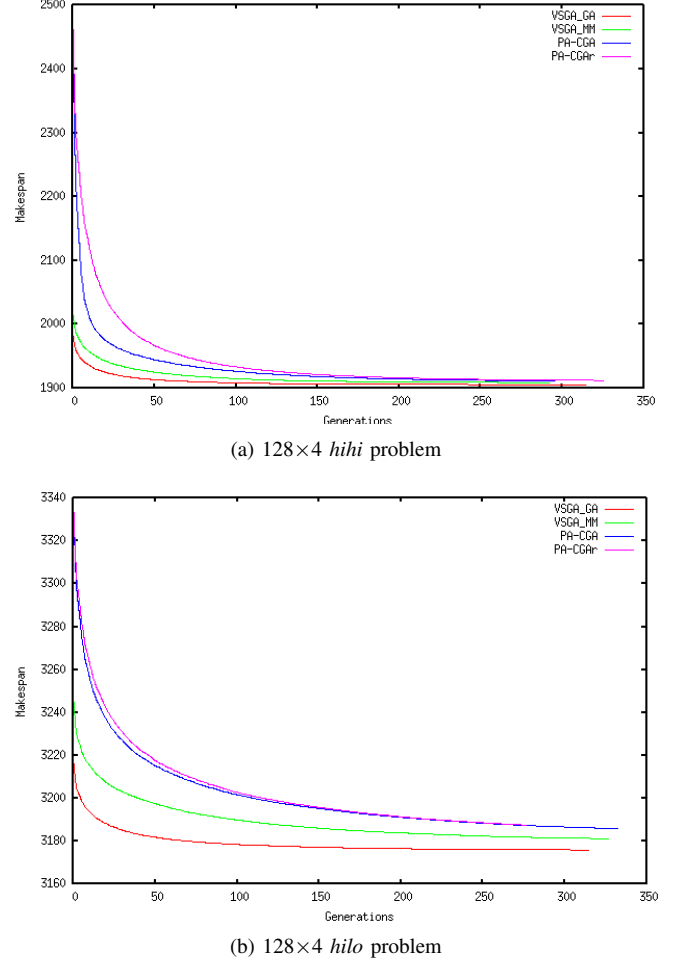 2500
2400
2300
2200
2100
2000
1900
Makespan
VSGA_GA
VSGA_MM
PA-CGA
PA-CGAr
0 50 100 150 200 250 300 350
Generations
(a) 128×4 hihi problem
3340
3320
3300
3280
3260
3240
3220
3200
3180
3160
Makespan
VSGA_GA
VSGA_MM
PA-CGA
PA-CGAr
0 50 100 150 200 250 300 350
Generations
(b) 128×4 hilo problem